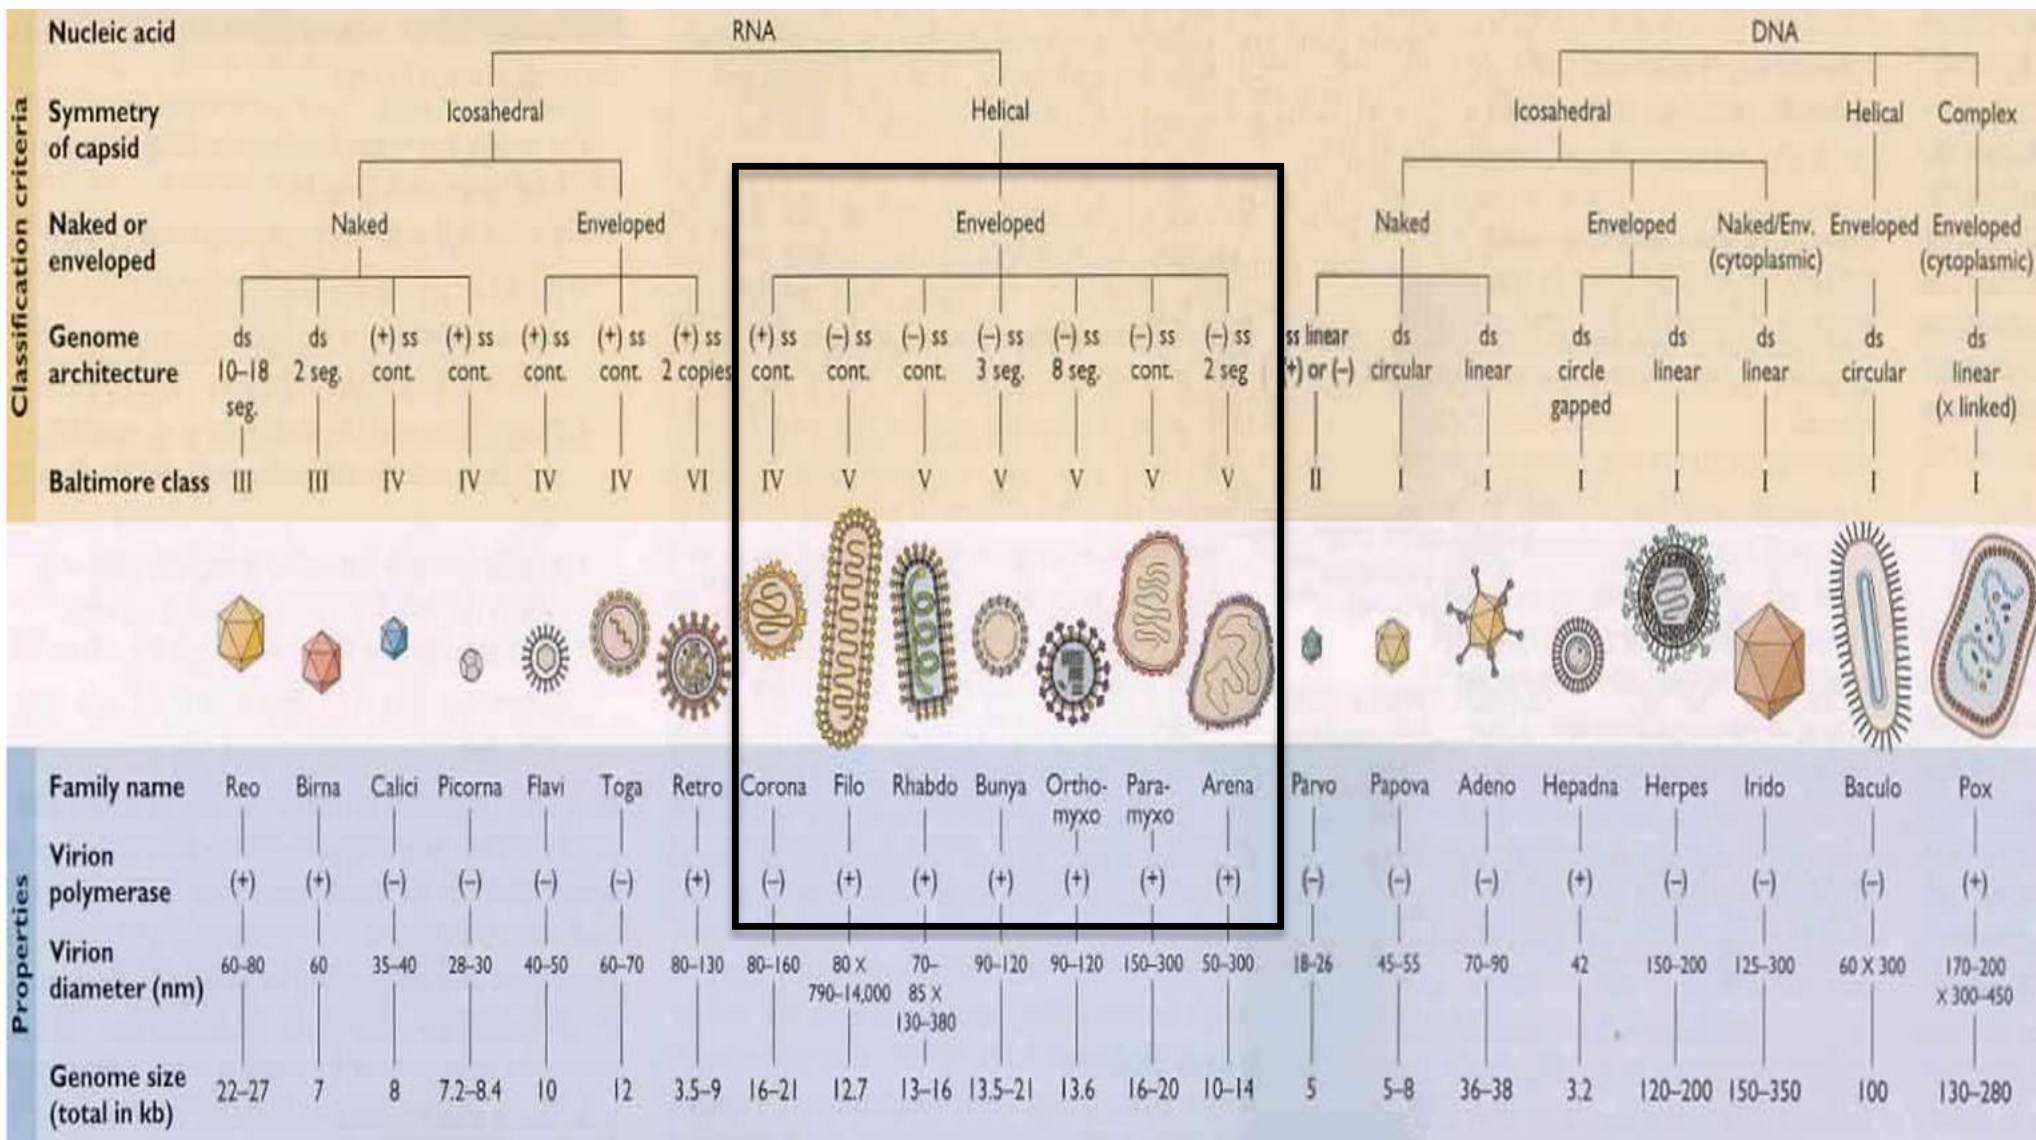 Classification criteria
Nucleic acid RNA DNA
Symmetry of capsid Icosahedral Helical Icosahedral Helical Complex
Naked or enveloped Naked Enveloped Enveloped Naked Enveloped Naked/Env. (cytoplasmic) Enveloped Enveloped (cytoplasmic)
Genome ds ds (+) ss (+) ss (+) ss (+) ss (+) ss (+) ss (–) ss (–) ss (–) ss (–) ss (–) ss (–) ss ss linear ds ds ds ds ds ds ds
architecture 10–18 2 seg. cont. cont. cont. cont. 2 copies cont. cont. cont. 3 seg. 8 seg. cont. 2 seg (+) or (–) circular linear circle linear linear circular linear
seg. gapped (x linked)
Baltimore class III III IV IV IV IV VI IV V V V V V V II I I I I I I I
Properties
Family name Reo Birna Calici Picorna Flavi Toga Retro Corona Filo Rhabdo Bunya Ortho- Para- Arena Parvo Papova Adeno Hepadna Herpes Irido Baculo Pox
myxo myxo
Virion
polymerase (+) (+) (–) (–) (–) (–) (+) (–) (+) (+) (+) (+) (+) (+) (–) (–) (–) (+) (–) (–) (–) (+)
Virion 60–80 60 35–40 28–30 40–50 60–70 80–130 80–160 80 X 70– 90–120 90–120 150–300 50–300 18–26 45–55 70–90 42 150–200 125–300 60 X 300 170–200
diameter (nm) 790–14,000 85 X X 300–450
130–380
Genome size 22–27 7 8 7.2–8.4 10 12 3.5–9 16–21 12.7 13–16 13.5–21 13.6 16–20 10–14 5 5–8 36–38 3.2 120–200 150–350 100 130–280
(total in kb)